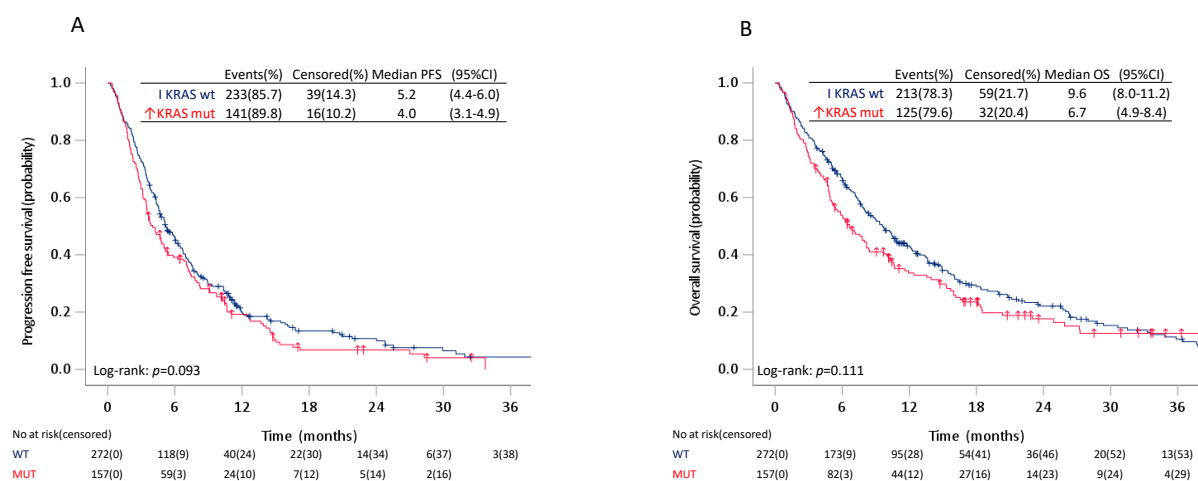 A
Events(%) Censored(%) Median PFS (95%CI)
I KRAS wt 233(85.7) 39(14.3) 5.2 (4.4-6.0)
↑KRAS mut 141(89.8) 16(10.2) 4.0 (3.1-4.9)
Progression free survival (probability)
1.0
0.8
0.6
0.4
0.2
0.0
Log-rank: p=0.093
0 6 12 18 24 30 36
Time (months)
No at risk(censored)
WT 272(0) 118(9) 40(24) 22(30) 14(34) 6(37) 3(38)
MUT 157(0) 59(3) 24(10) 7(12) 5(14) 2(16)
B
Events(%) Censored(%) Median OS (95%CI)
I KRAS wt 213(78.3) 59(21.7) 9.6 (8.0-11.2)
↑KRAS mut 125(79.6) 32(20.4) 6.7 (4.9-8.4)
Overall survival (probability)
1.0
0.8
0.6
0.4
0.2
0.0
Log-rank: p=0.111
0 6 12 18 24 30 36
Time (months)
No at risk(censored)
WT 272(0) 173(9) 95(28) 54(41) 36(46) 20(52) 13(53)
MUT 157(0) 82(3) 44(12) 27(16) 14(23) 9(24) 4(29)